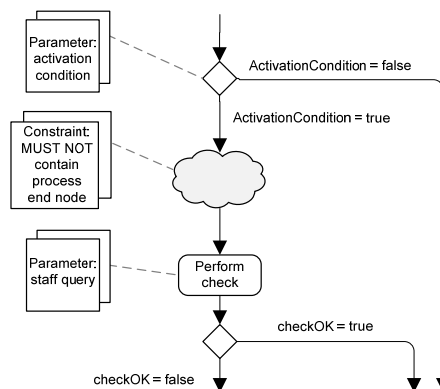 Parameter:
activation
condition
ActivationCondition = false
ActivationCondition = true
Constraint:
MUST NOT
contain
process
end node
Parameter:
staff query
Perform
check
checkOK = true
checkOK = false